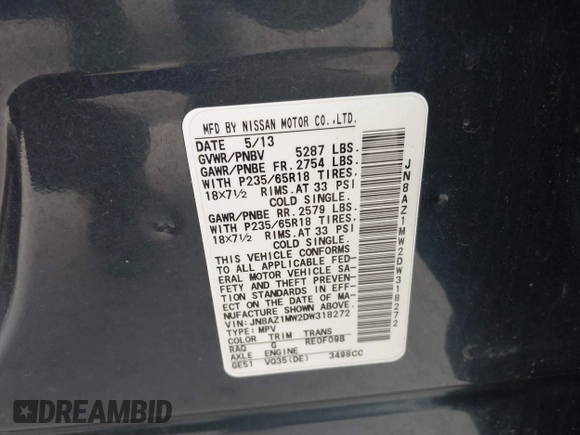 MFD BY NISSAN MOTOR CO.,LTD.
DATE 5/13
GVWR/PNBV 5287 LBS.
GAWR/PNBE FR. 2754 LBS.
WITH P235/65R18 TIRES,
18X7½ RIMS.AT 33 PSI
COLD SINGLE.
GAWR/PNBE RR. 2579 LBS.
WITH P235/65R18 TIRES,
18X7½ RIMS.AT 33 PSI
COLD SINGLE.
THIS VEHICLE CONFORMS
TO ALL APPLICABLE FED-
ERAL MOTOR VEHICLE SA-
FETY AND THEFT PREVEN-
TION STANDARDS IN EFF-
ECT ON THE DATE OF MA-
NUFACTURE SHOWN ABOVE.
VIN:JN8AZ1MW2DW318272
TYPE:MPV
COLOR TRIM TRANS
RAQ G RE0F09B
AXLE ENGINE
GE51 VQ35(DE) 3498CC
JN8AZ1MW2DW318272
DREAMBID